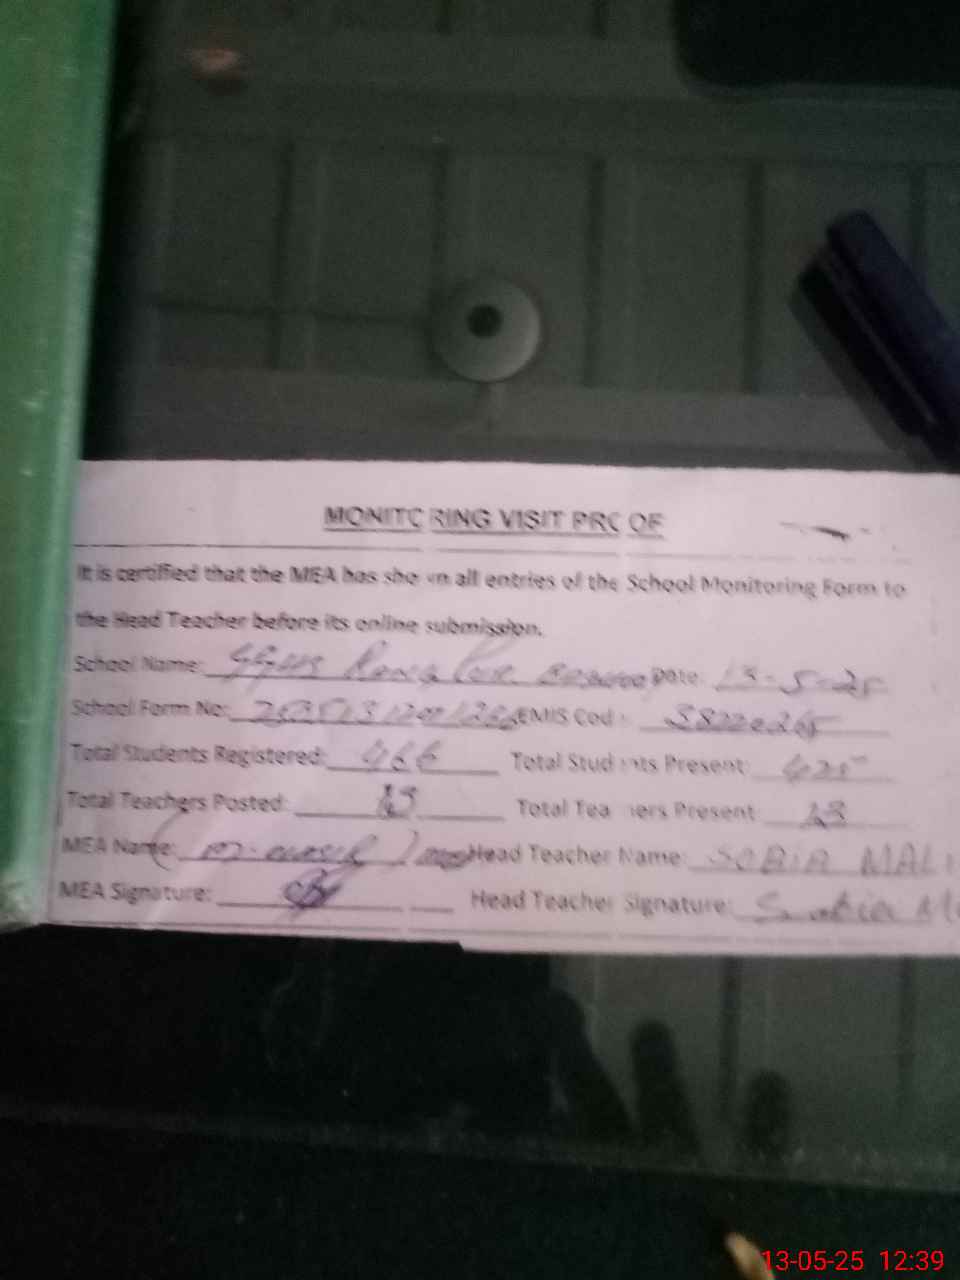 MONITORING VISIT PROOF
It is certified that the MEA has shown all entries of the School Monitoring Form to
the Head Teacher before its online submission.
School Name: Date: 13-5-25
School Form No: EMIS Code:
Total Students Registered: 466 Total Students Present: 425
Total Teachers Posted: 13 Total Teachers Present: 13
MEA Name: Head Teacher Name: SOBIA MALI
MEA Signature: Head Teacher Signature: Sobia
13-05-25 12:39